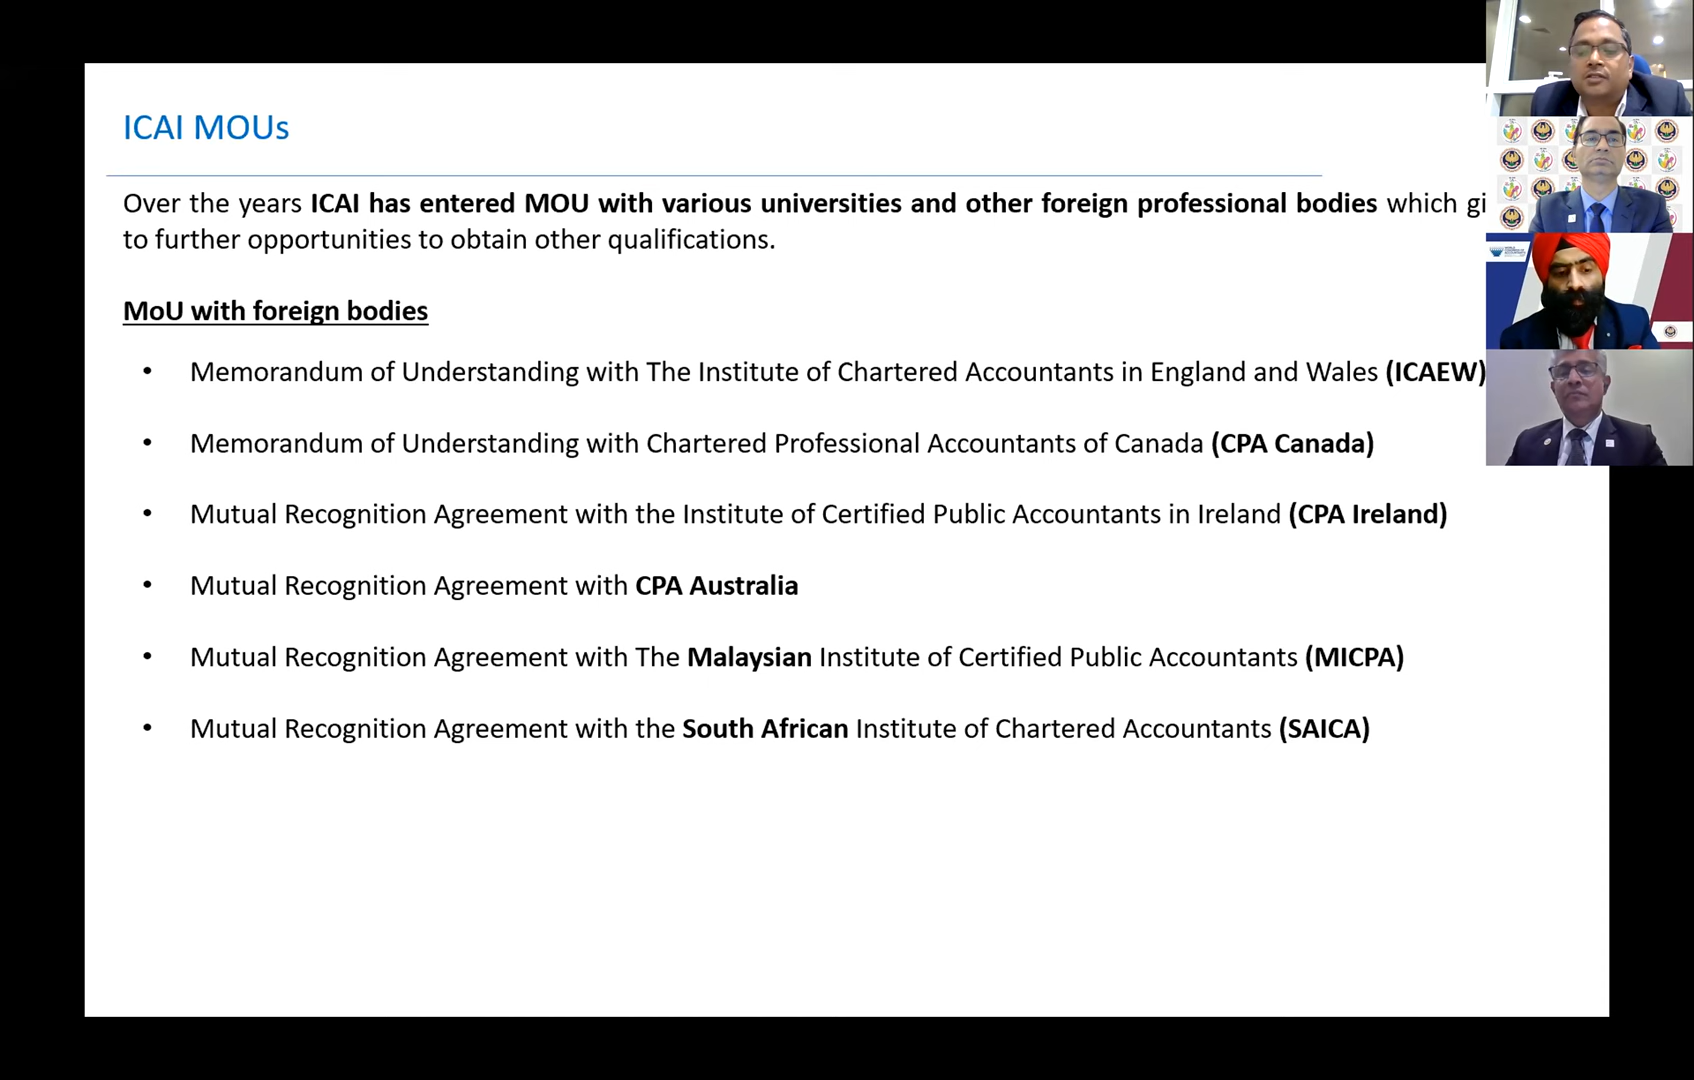 ICAI MOUs
Over the years ICAI has entered MOU with various universities and other foreign professional bodies which
to further opportunities to obtain other qualifications.
MoU with foreign bodies
• Memorandum of Understanding with The Institute of Chartered Accountants in England and Wales (ICAEW)
• Memorandum of Understanding with Chartered Professional Accountants of Canada (CPA Canada)
• Mutual Recognition Agreement with the Institute of Certified Public Accountants in Ireland (CPA Ireland)
• Mutual Recognition Agreement with CPA Australia
• Mutual Recognition Agreement with The Malaysian Institute of Certified Public Accountants (MICPA)
• Mutual Recognition Agreement with the South African Institute of Chartered Accountants (SAICA)